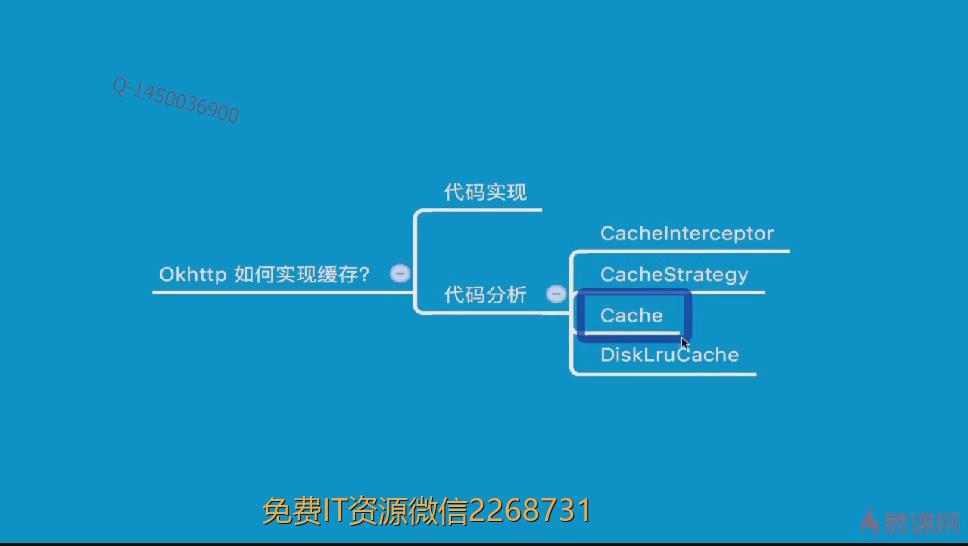 Q-1450036900
代码实现
CacheInterceptor
Okhttp 如何实现缓存?
CacheStrategy
代码分析
Cache
DiskLruCache
免费IT资源微信2268731
慕课网